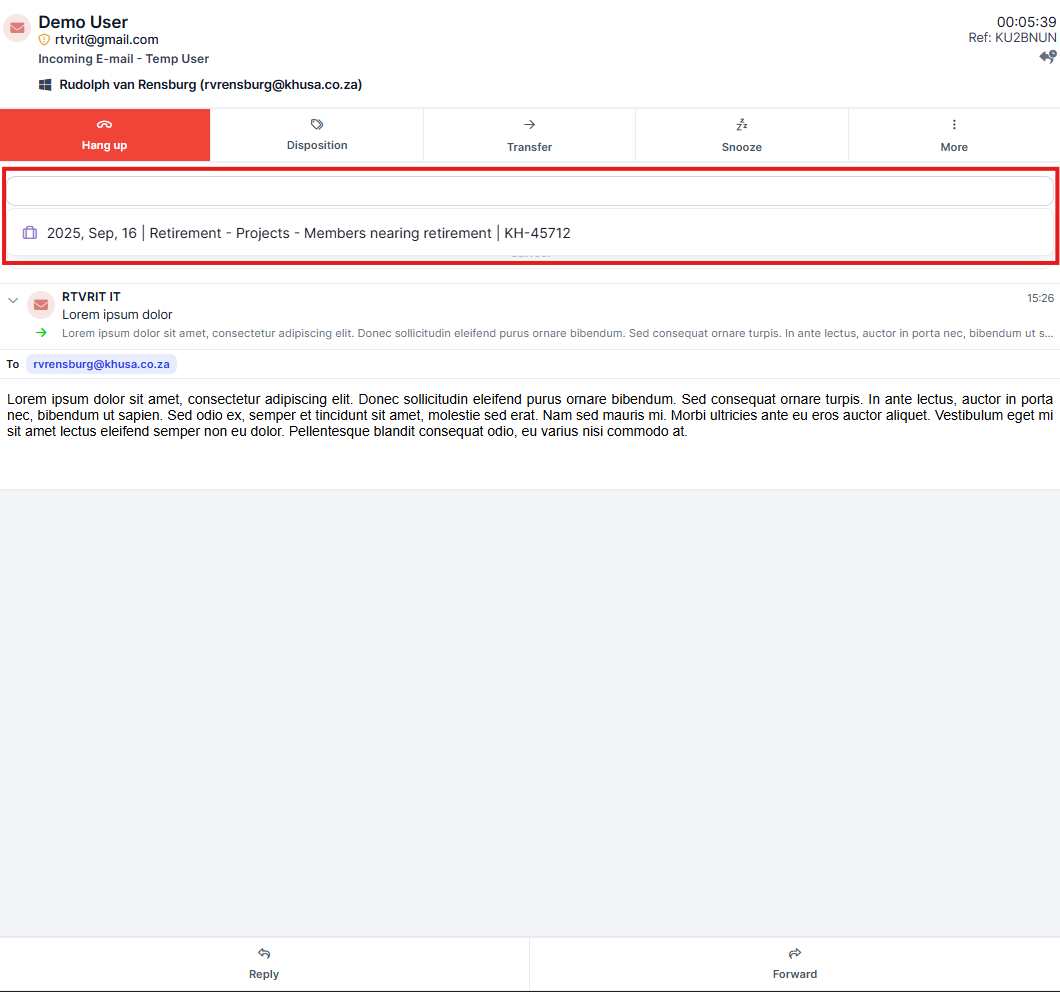 Demo User
00:05:39
rtvrit@gmail.com
Ref: KU2BNUN
Incoming E-mail - Temp User
Rudolph van Rensburg (rvrensburg@khusa.co.za)
Hang up
Disposition
Transfer
Snooze
More
2025, Sep, 16 | Retirement - Projects - Members nearing retirement | KH-45712
RTVRIT IT
15:26
Lorem ipsum dolor
Lorem ipsum dolor sit amet, consectetur adipiscing elit. Donec sollicitudin eleifend purus ornare bibendum. Sed consequat ornare turpis. In ante lectus, auctor in porta nec, bibendum ut s...
To rvrensburg@khusa.co.za
Lorem ipsum dolor sit amet, consectetur adipiscing elit. Donec sollicitudin eleifend purus ornare bibendum. Sed consequat ornare turpis. In ante lectus, auctor in porta
nec, bibendum ut sapien. Sed odio ex, semper et tincidunt sit amet, molestie sed erat. Nam sed mauris mi. Morbi ultricies ante eu eros auctor aliquet. Vestibulum eget mi
sit amet lectus eleifend semper non eu dolor. Pellentesque blandit consequat odio, eu varius nisi commodo at.
Reply
Forward